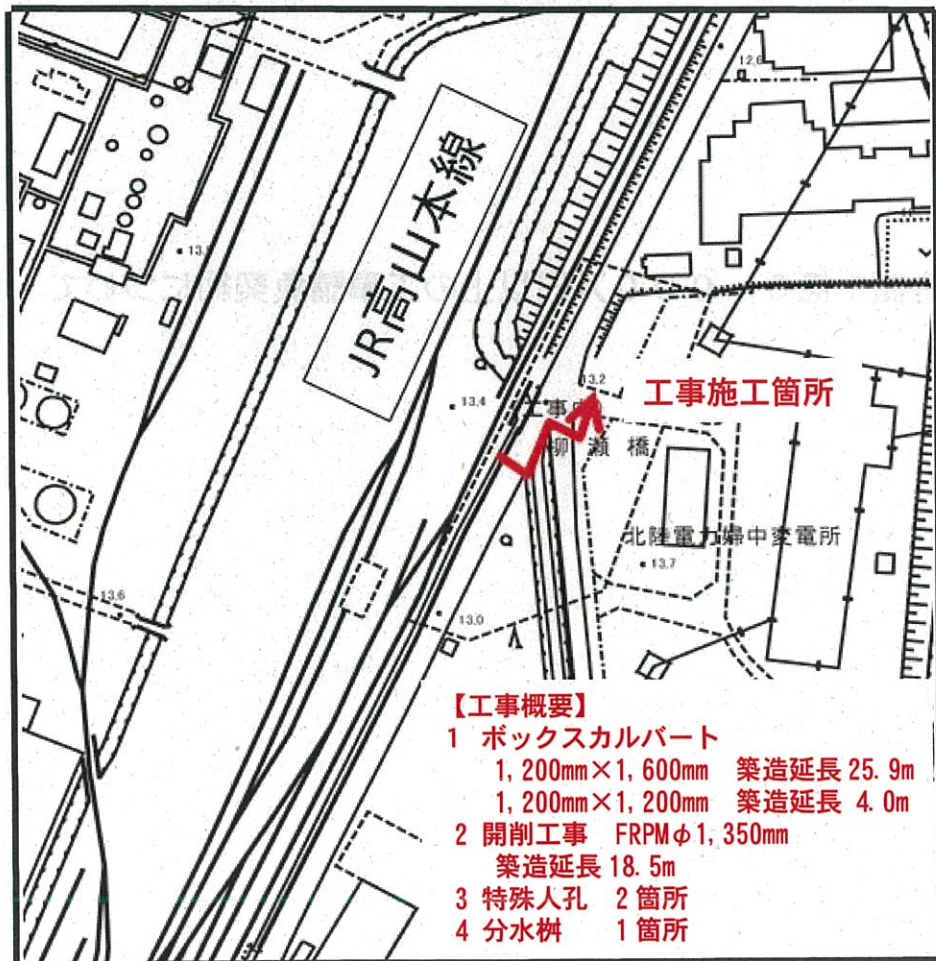 12.6
13.5
JR高山本線
13.2
13.4
工事施工箇所
柳瀬橋
北陸電力婦中変電所
13.7
13.6
13.0
【工事概要】
1 ボックスカルバート
1,200mm×1,600mm 築造延長 25.9m
1,200mm×1,200mm 築造延長 4.0m
2 開削工事 FRPMφ1,350mm
築造延長 18.5m
3 特殊人孔 2箇所
4 分水桝 1箇所